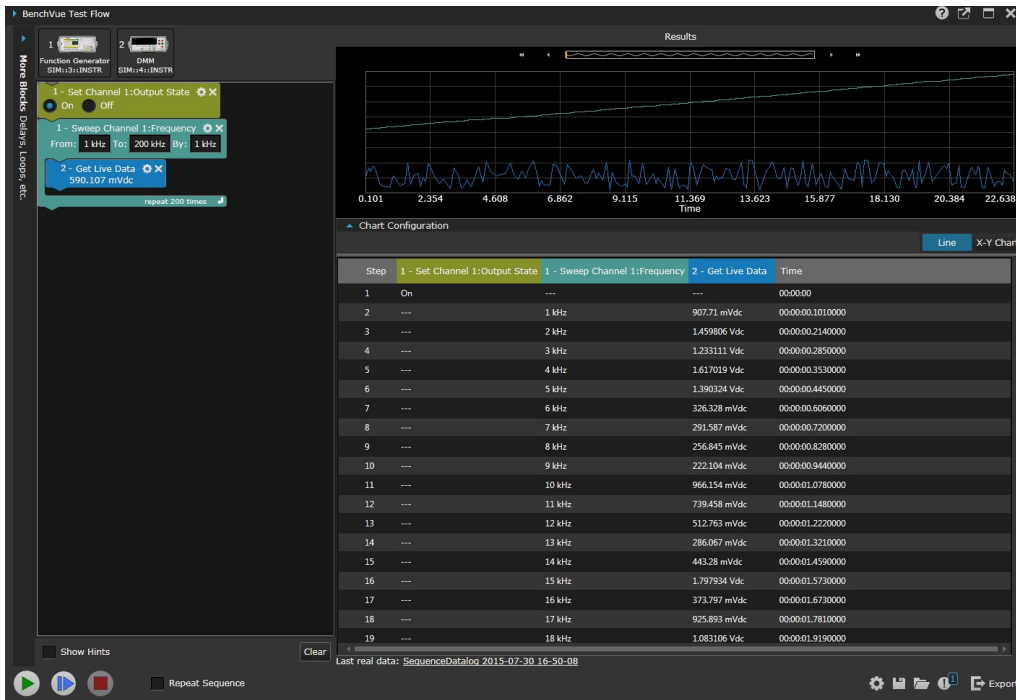 BenchVue Test Flow
More Blocks Delays, Loops, etc.
1
Function Generator
SIM::3::INSTR
2
DMM
SIM::4::INSTR
1 - Set Channel 1:Output State
On Off
1 - Sweep Channel 1:Frequency
From: 1 kHz To: 200 kHz By: 1 kHz
2 - Get Live Data
590.107 mVdc
repeat 200 times
Show Hints
Clear
Results
0.101 2.354 4.608 6.862 9.115 11.369 13.623 15.877 18.130 20.384 22.638
Time
Chart Configuration
Line X-Y Chart
Step 1 - Set Channel 1:Output State 1 - Sweep Channel 1:Frequency 2 - Get Live Data Time
1 On --- --- 00:00:00
2 --- 1 kHz 907.71 mVdc 00:00:00.1010000
3 --- 2 kHz 1.459806 Vdc 00:00:00.2140000
4 --- 3 kHz 1.233111 Vdc 00:00:00.2850000
5 --- 4 kHz 1.617019 Vdc 00:00:00.3530000
6 --- 5 kHz 1.390324 Vdc 00:00:00.4450000
7 --- 6 kHz 326.328 mVdc 00:00:00.6060000
8 --- 7 kHz 291.587 mVdc 00:00:00.7200000
9 --- 8 kHz 256.845 mVdc 00:00:00.8280000
10 --- 9 kHz 222.104 mVdc 00:00:00.9440000
11 --- 10 kHz 966.154 mVdc 00:00:01.0780000
12 --- 11 kHz 739.458 mVdc 00:00:01.1480000
13 --- 12 kHz 512.763 mVdc 00:00:01.2220000
14 --- 13 kHz 286.067 mVdc 00:00:01.3210000
15 --- 14 kHz 443.28 mVdc 00:00:01.4590000
16 --- 15 kHz 1.797934 Vdc 00:00:01.5730000
17 --- 16 kHz 373.797 mVdc 00:00:01.6730000
18 --- 17 kHz 925.893 mVdc 00:00:01.7810000
19 --- 18 kHz 1.083106 Vdc 00:00:01.9190000
Last real data: SequenceDatalog 2015-07-30 16-50-08
Repeat Sequence
1
Export